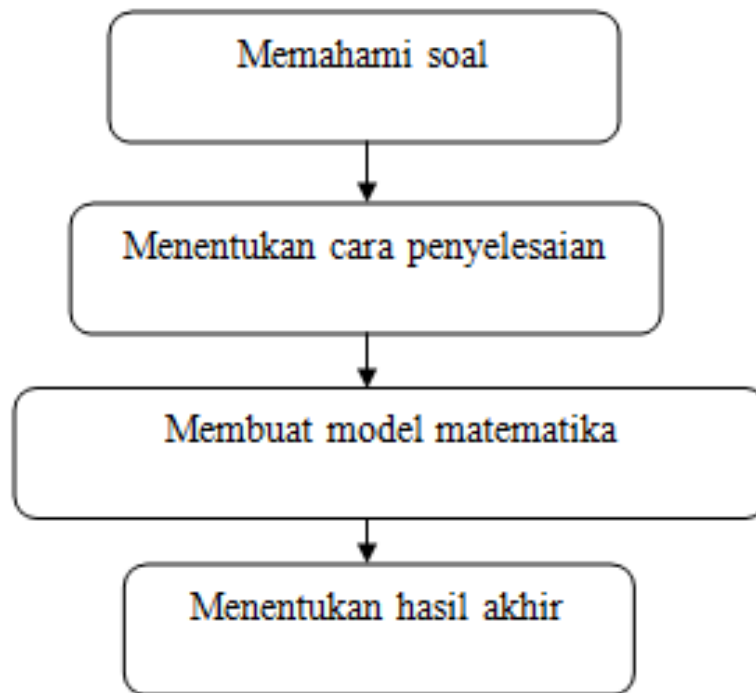 Memahami soal
Menentukan cara penyelesaian
Membuat model matematika
Menentukan hasil akhir